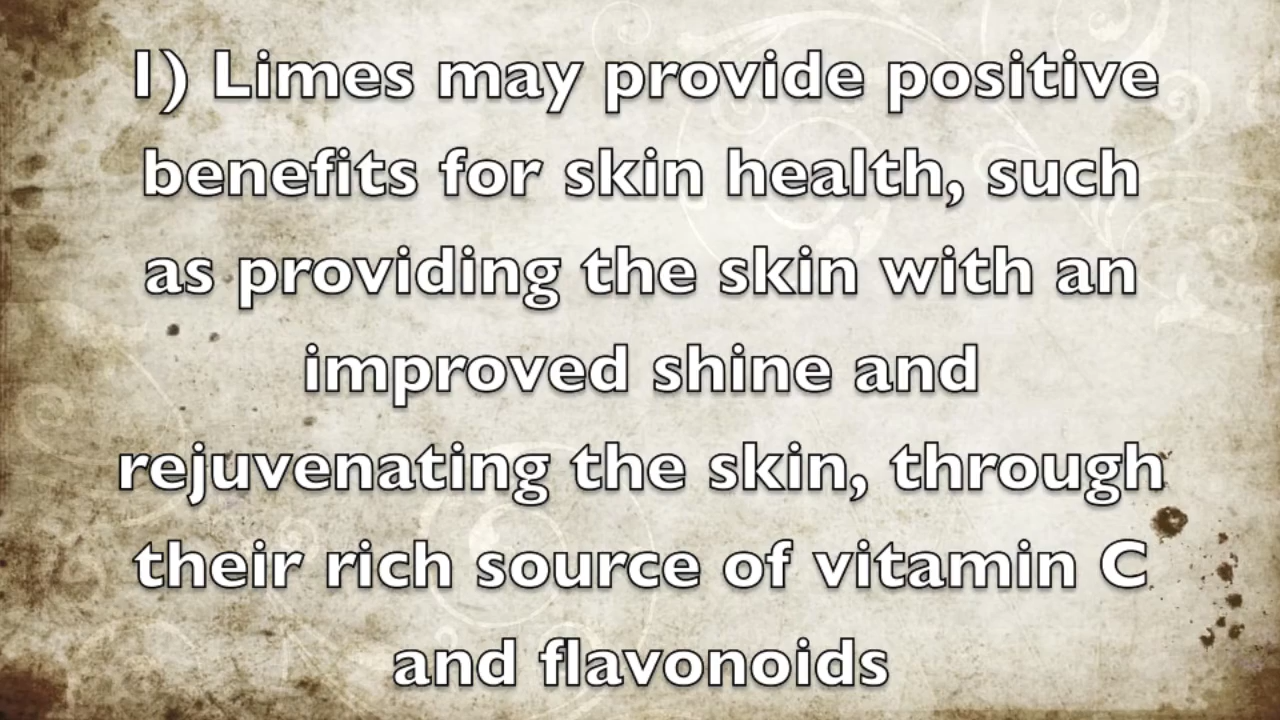 1) Limes may provide positive
benefits for skin health, such
as providing the skin with an
improved shine and
rejuvenating the skin, through
their rich source of vitamin C
and flavonoids